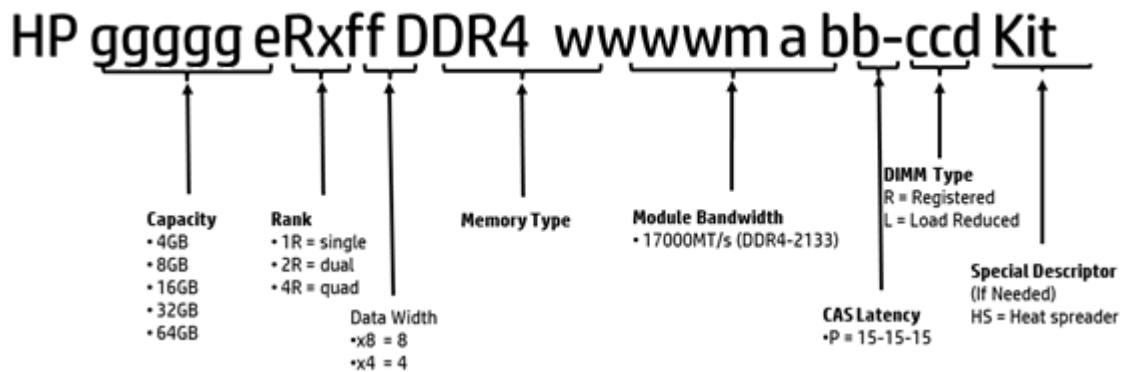 HP ggggg eRxff DDR4 wwwwwm a bb-ccd Kit
Capacity
• 4GB
• 8GB
• 16GB
• 32GB
• 64GB
Rank
• 1R = single
• 2R = dual
• 4R = quad
Data Width
•x8 = 8
•x4 = 4
Memory Type
Module Bandwidth
• 17000MT/s (DDR4-2133)
CAS Latency
•P = 15-15-15
DIMM Type
R = Registered
L = Load Reduced
Special Descriptor
(If Needed)
HS = Heat spreader